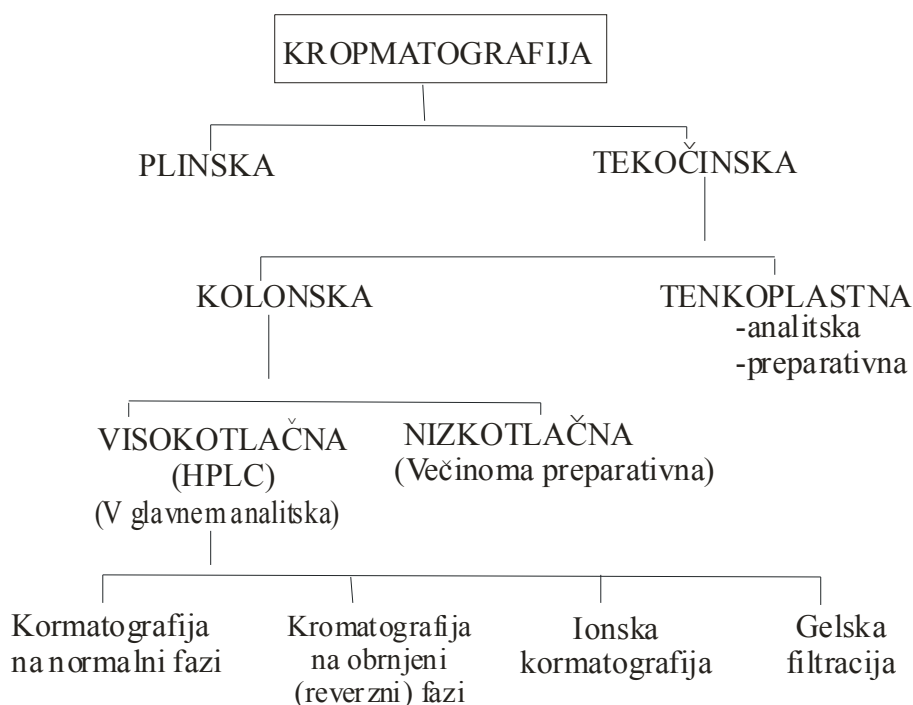 KROPMATOGRAFIJA
PLINSKA
TEKOČINSKA
KOLONSKA
TENKOPLASTNA
-analitska
-preparativna
VISOKOTLAČNA
(HPLC)
(V glavnem analitska)
NIZKOTLAČNA
(Večinoma preparativna)
Kormatografija
na normalni fazi
Kromatografija
na obrnjeni
(reverzni) fazi
Ionska
kormatografija
Gelska
filtracija